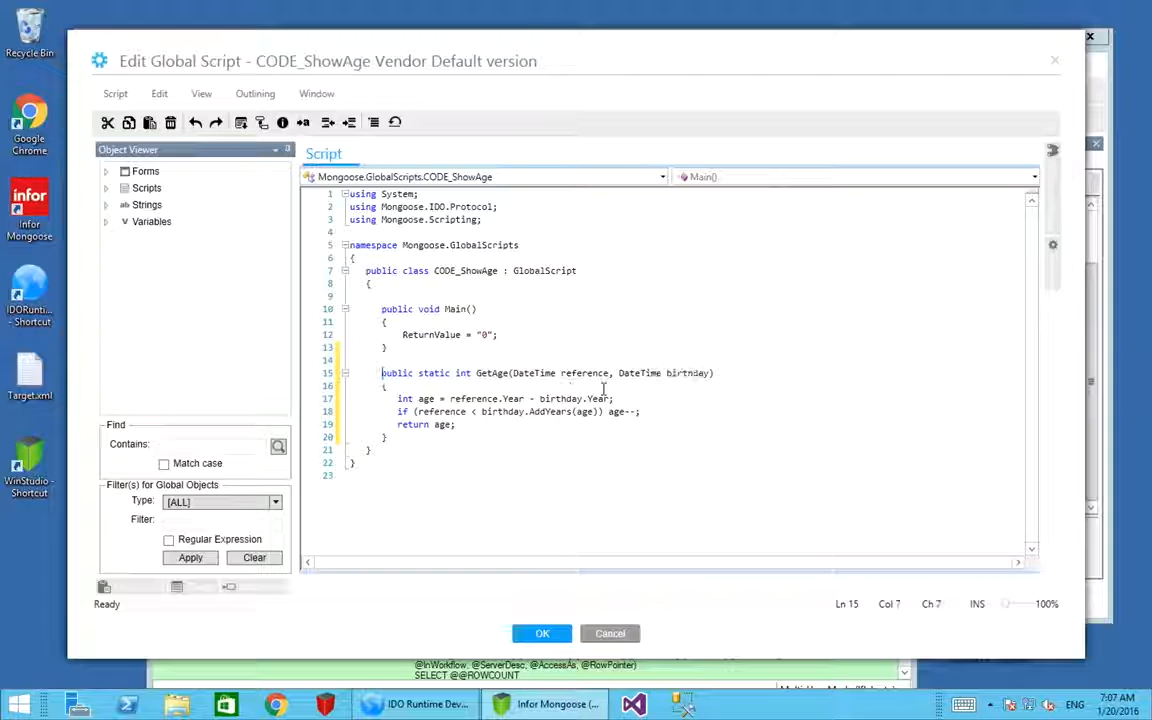 Recycle Bin
Google
Chrome
infor
Infor
Mongoose
IDORunti...
- Shortcut
Target.xml
WinStudio -
Shortcut
Edit Global Script - CODE_ShowAge Vendor Default version
Script Edit View Outlining Window
Object Viewer
Forms
Scripts
Strings
Variables
Find
Contains:
Match case
Filter(s) for Global Objects
Type: [ALL]
Filter:
Regular Expression
Apply Clear
Ready
Script
Mongoose.GlobalScripts.CODE_ShowAge Main()
1 using System;
2 using Mongoose.IDO.Protocol;
3 using Mongoose.Scripting;
4
5 namespace Mongoose.GlobalScripts
6 {
7 public class CODE_ShowAge : GlobalScript
8 {
9
10 public void Main()
11 {
12 ReturnValue = "0";
13 }
14
15 public static int GetAge(DateTime reference, DateTime birthday)
16 {
17 int age = reference.Year - birthday.Year;
18 if (reference < birthday.AddYears(age)) age--;
19 return age;
20 }
21 }
22 }
23
Ln 15 Col 7 Ch 7 INS 100%
OK Cancel
@InWorkflow, @ServerDesc, @AccessAs, @RowPointer)
SELECT @@ROWCOUNT
IDO Runtime Dev... Infor Mongoose (... ENG 7:07 AM
1/20/2016